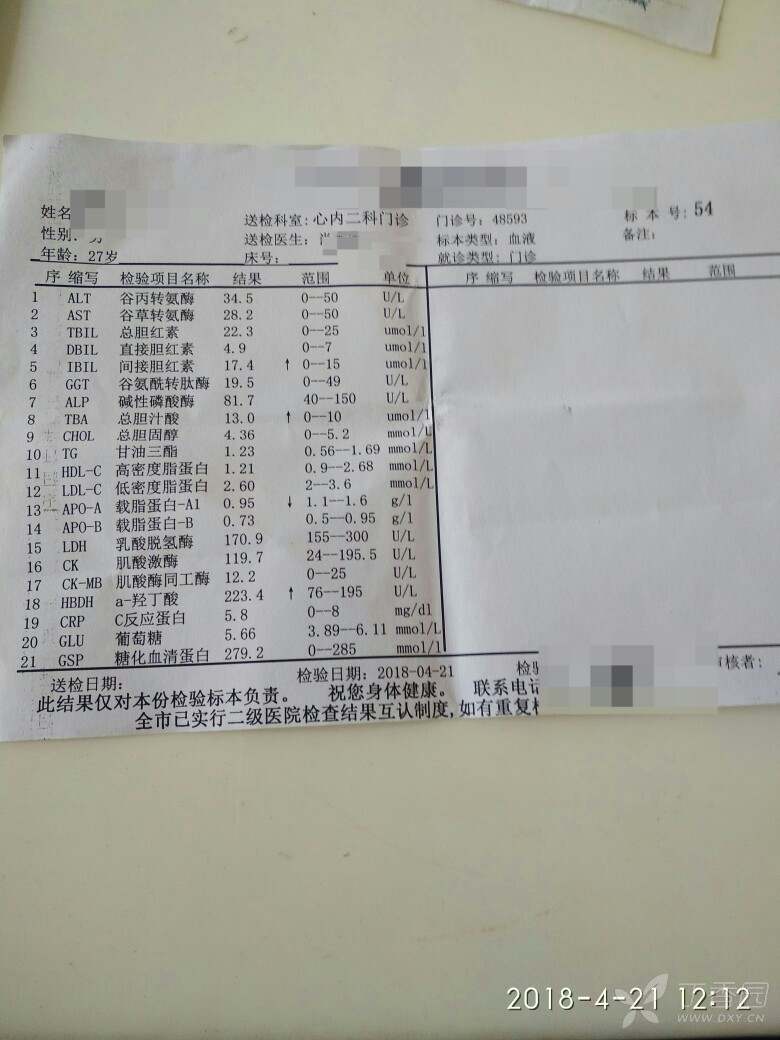 姓名
送检科室: 心内二科门诊 门诊号: 48593 标 本 号: 54
性别: 男 送检医生: 标本类型: 血液 备注:
年龄: 27岁 床号: 就诊类型: 门诊
序 缩写 检验项目名称 结果 范围 单位 序 缩写 检验项目名称 结果 范围
1 ALT 谷丙转氨酶 34.5 0--50 U/L
2 AST 谷草转氨酶 28.2 0--50 U/L
3 TBIL 总胆红素 22.3 0--25 umol/l
4 DBIL 直接胆红素 4.9 0--7 umol/l
5 IBIL 间接胆红素 17.4 ↑ 0--15 umol/l
6 GGT 谷氨酰转肽酶 19.5 0--49 U/L
7 ALP 碱性磷酸酶 81.7 40--150 U/L
8 TBA 总胆汁酸 13.0 ↑ 0--10 umol/l
9 CHOL 总胆固醇 4.36 0--5.2 mmol/L
10 TG 甘油三酯 1.23 0.56--1.69 mmol/L
11 HDL-C 高密度脂蛋白 1.21 0.9--2.68 mmol/L
12 LDL-C 低密度脂蛋白 2.60 2--3.6 mmol/L
13 APO-A 载脂蛋白-A1 0.95 ↓ 1.1--1.6 g/l
14 APO-B 载脂蛋白-B 0.73 0.5--0.95 g/l
15 LDH 乳酸脱氢酶 170.9 155--300 U/L
16 CK 肌酸激酶 119.7 24--195.5 U/L
17 CK-MB 肌酸酶同工酶 12.2 0--25 U/L
18 HBDH a-羟丁酸 223.4 ↑ 76--195 U/L
19 CRP C反应蛋白 5.8 0--8 mg/dl
20 GLU 葡萄糖 5.66 3.89--6.11 mmol/L
21 GSP 糖化血清蛋白 279.2 0--285 mmol/l
送检日期: 检验日期: 2018-04-21 检验 审核者:
此结果仅对本份检验标本负责。 祝您身体健康。 联系电话
全市已实行二级医院检查结果互认制度,如有重复检
2018-4-21 12:12
丁香园
WWW.DXY.CN